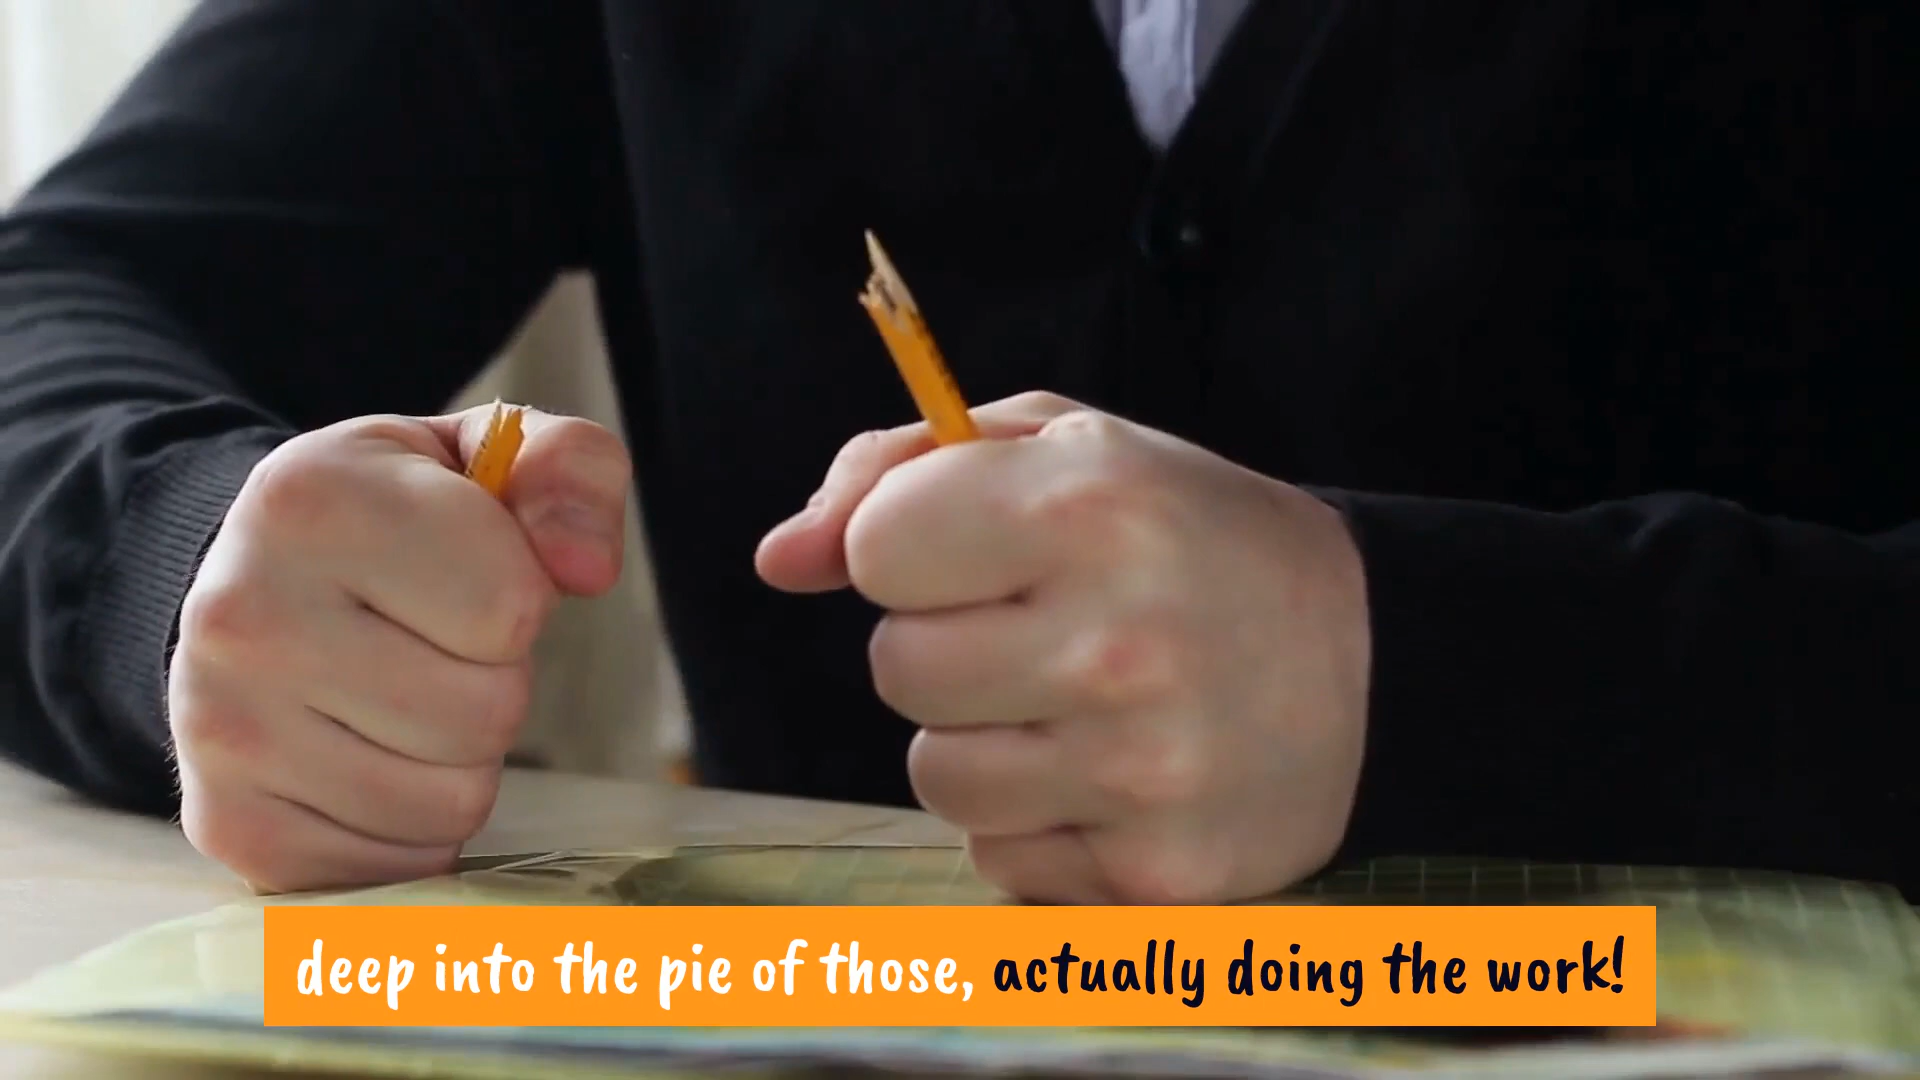 deep into the pie of those, actually doing the work!